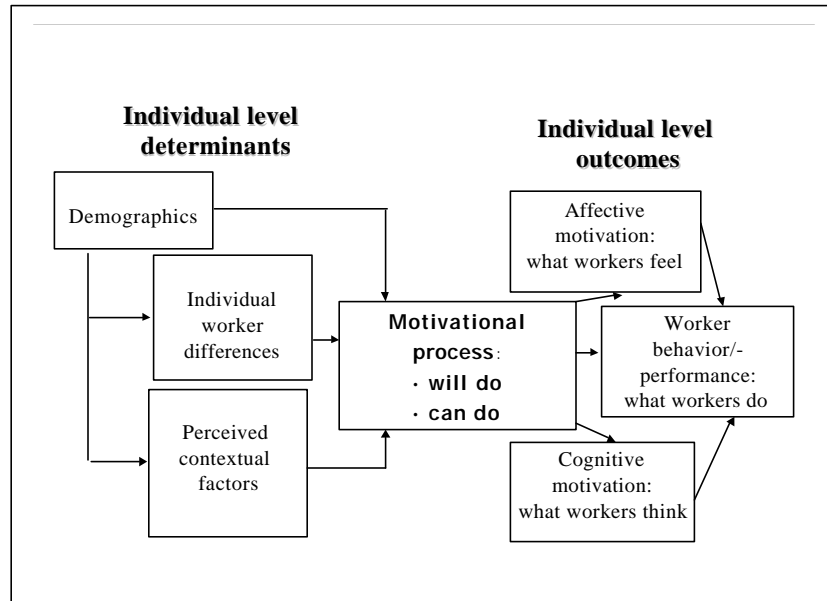 Individual level
determinants
Individual level
outcomes
Demographics
Individual
worker
differences
Perceived
contextual
factors
Motivational
process:
· will do
· can do
Affective
motivation:
what workers feel
Worker
behavior/-
performance:
what workers do
Cognitive
motivation:
what workers think